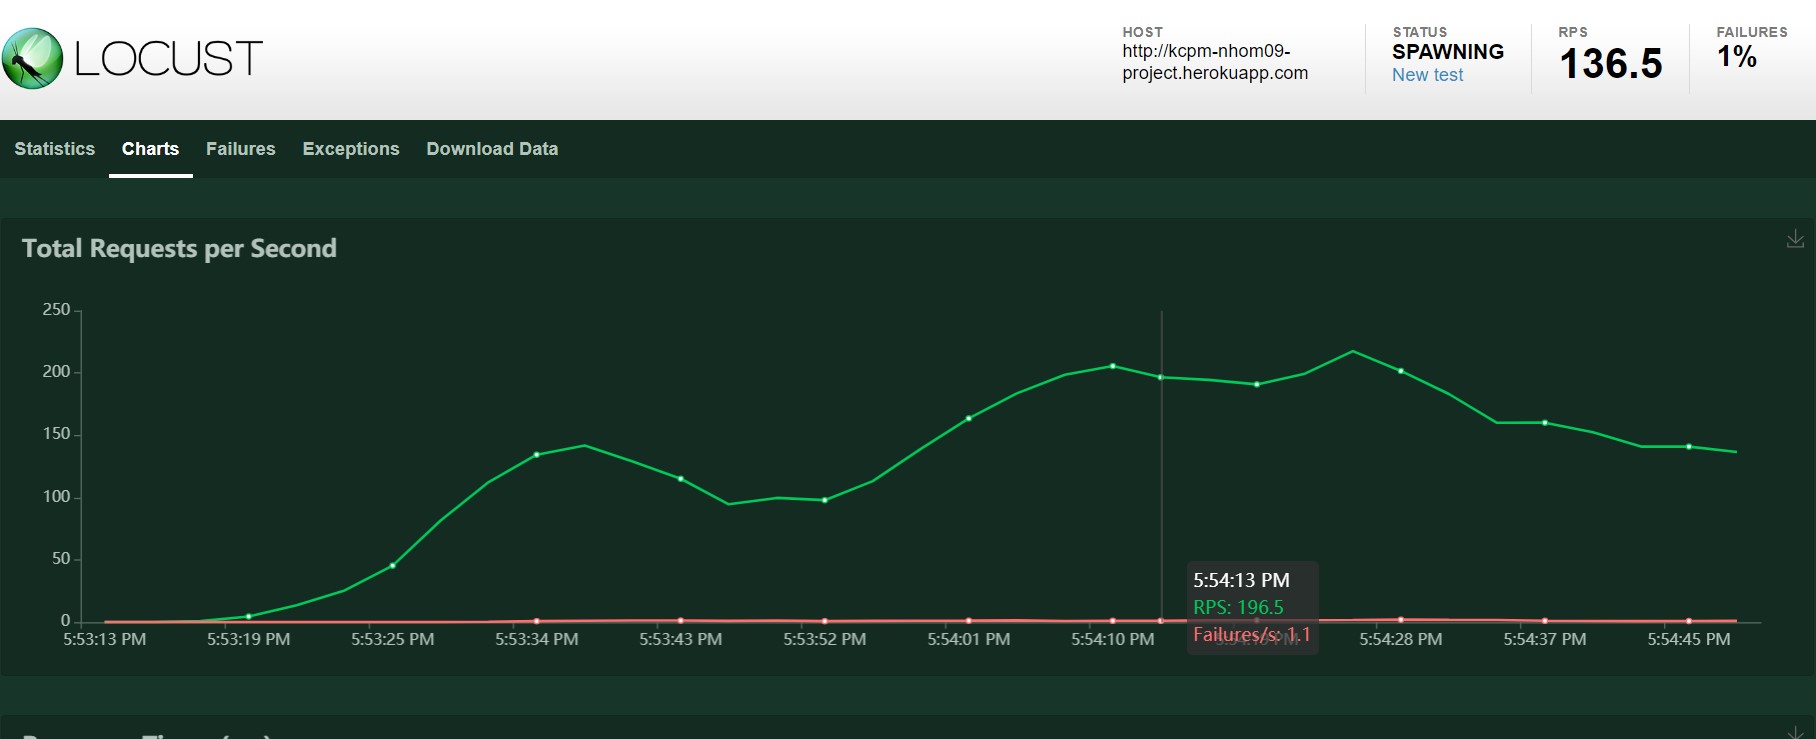 LOCUST
HOST
http://kcpm-nhom09-
project.herokuapp.com
STATUS
SPAWNING
New test
RPS
136.5
FAILURES
1%
Statistics Charts Failures Exceptions Download Data
Total Requests per Second
250
200
150
100
50
0
5:53:13 PM 5:53:19 PM 5:53:25 PM 5:53:34 PM 5:53:43 PM 5:53:52 PM 5:54:01 PM 5:54:10 PM 5:54:28 PM 5:54:37 PM 5:54:45 PM
5:54:13 PM
RPS: 196.5
Failures/s: 1.1